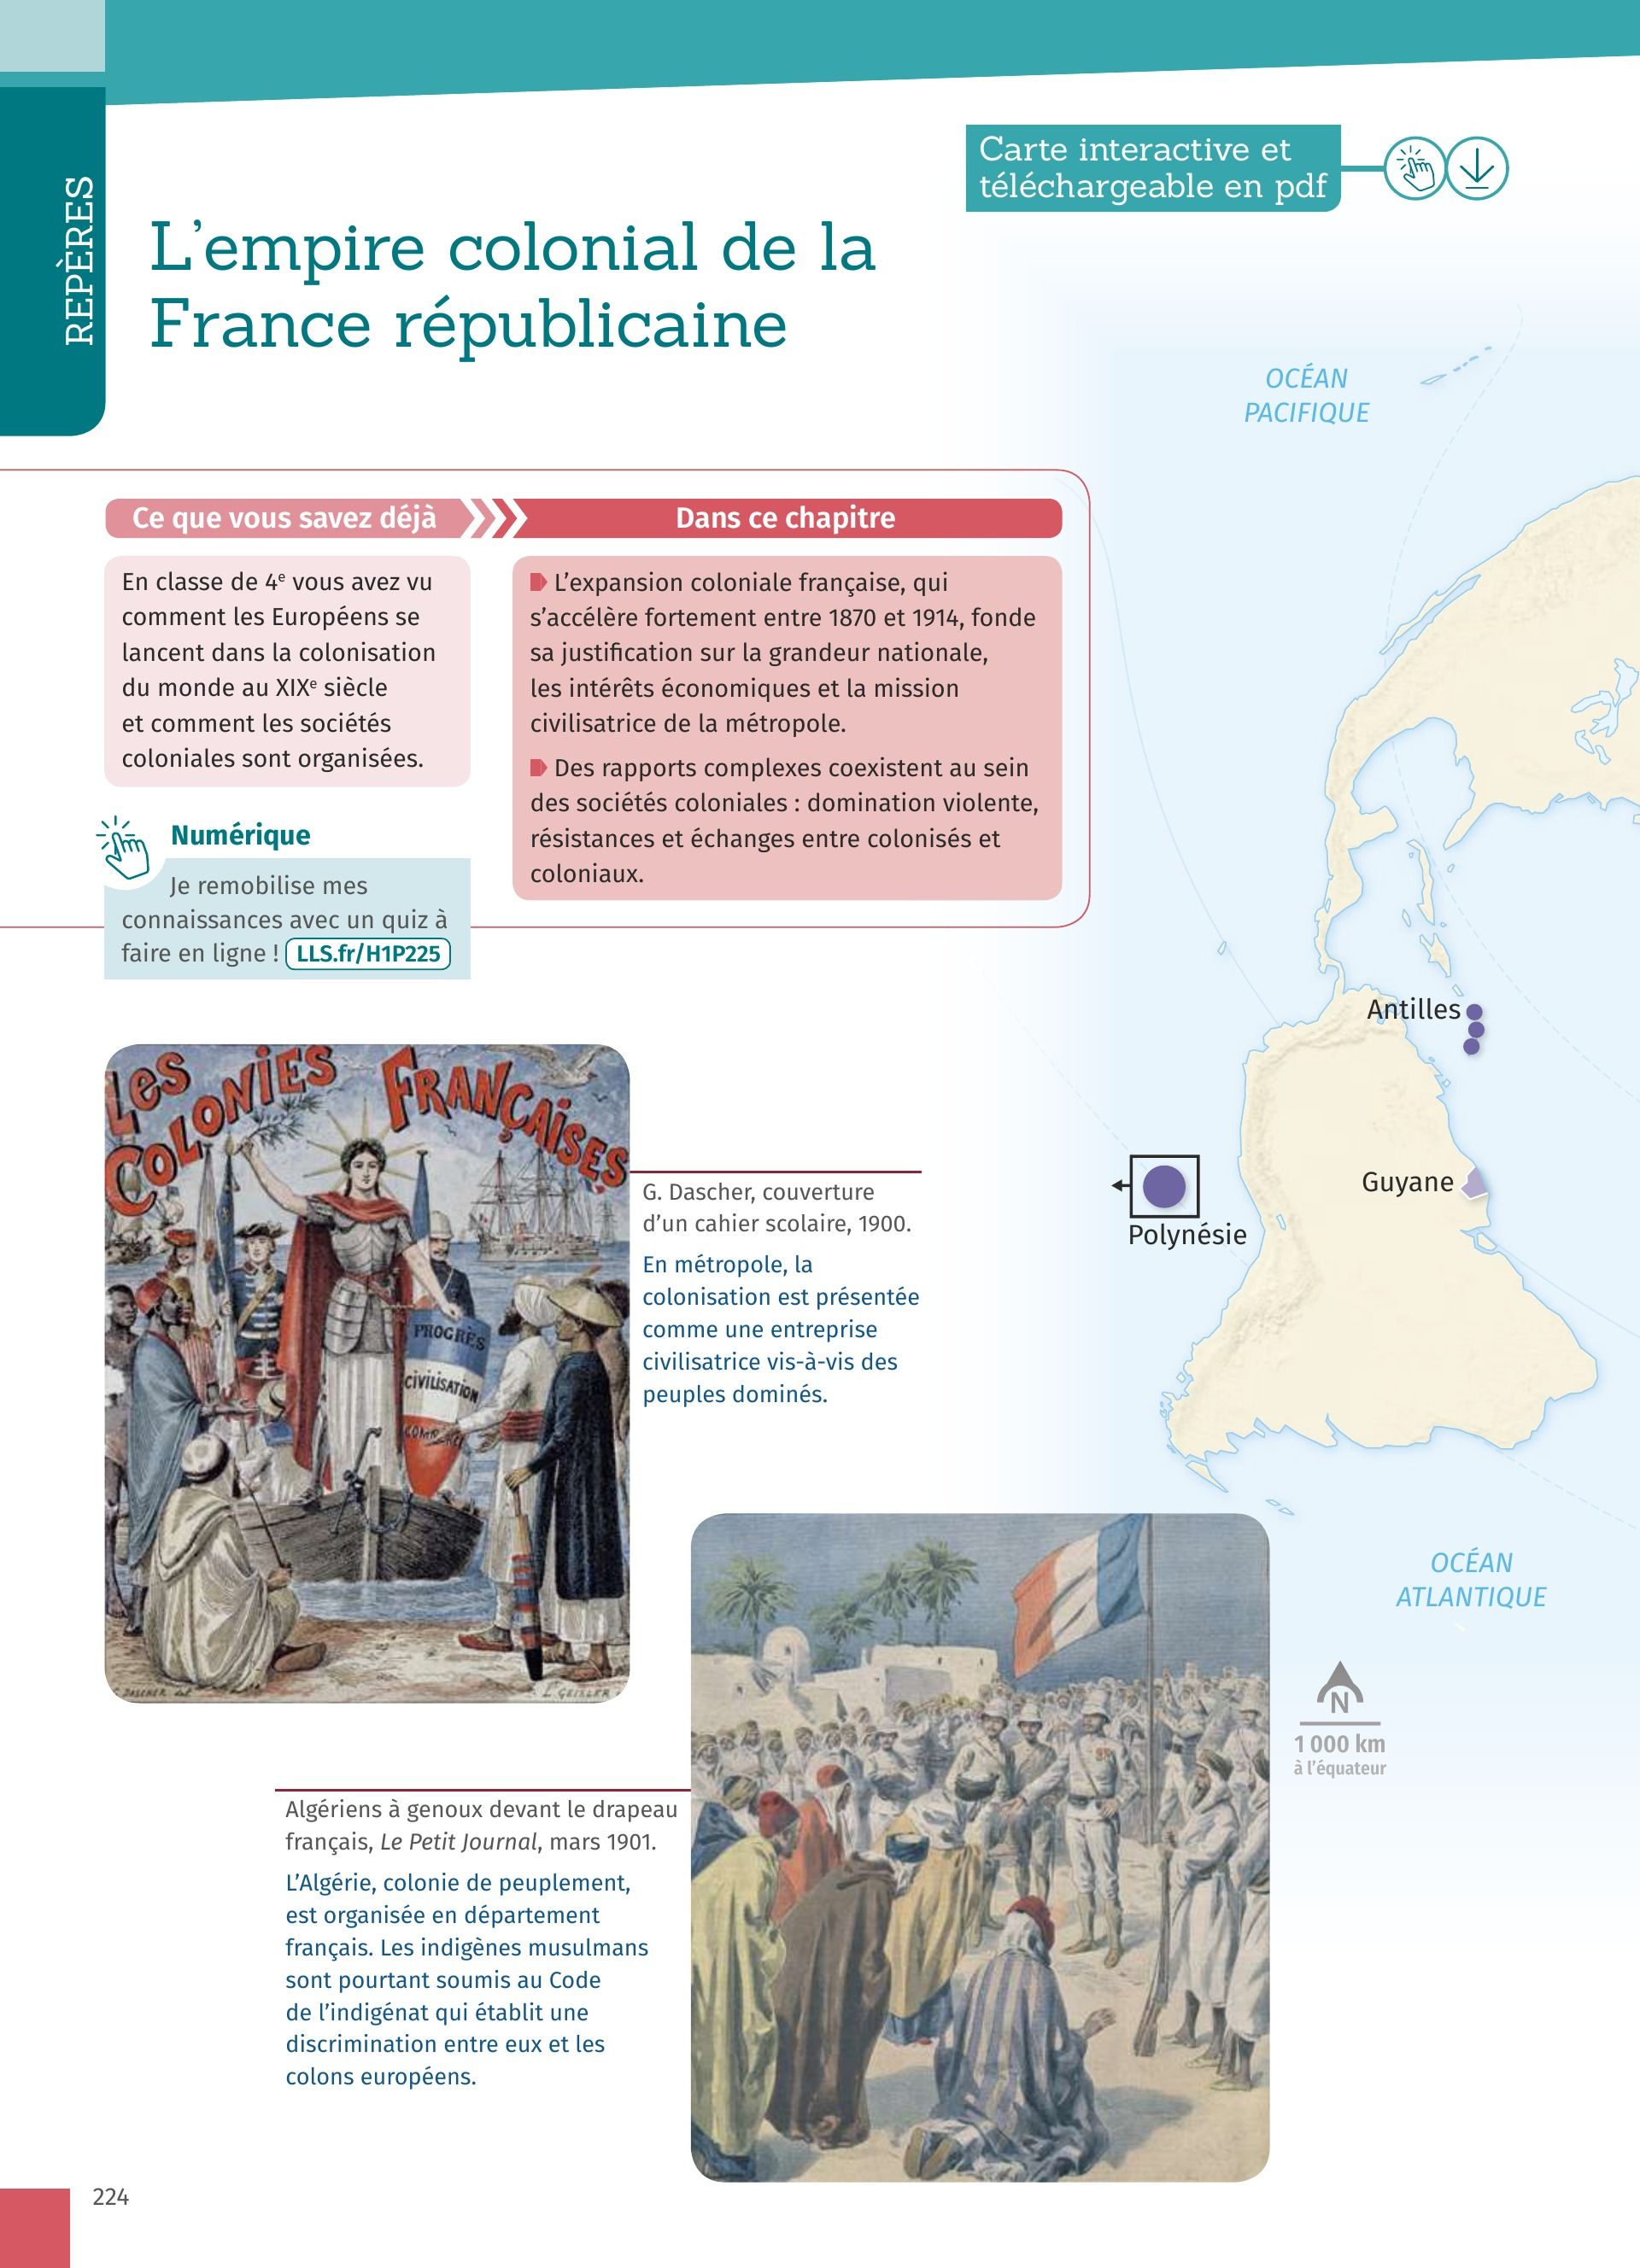 REPÈRES
Carte interactive et
téléchargeable en pdf
L'empire colonial de la
France républicaine
Ce que vous savez déjà
En classe de 4e vous avez vu
comment les Européens se
lancent dans la colonisation
du monde au XIXe siècle
et comment les sociétés
coloniales sont organisées.
Numérique
Je remobilise mes
connaissances avec un quiz à
faire en ligne ! LLS.fr/H1P225
Dans ce chapitre
L'expansion coloniale française, qui
s'accélère fortement entre 1870 et 1914, fonde
sa justification sur la grandeur nationale,
les intérêts économiques et la mission
civilisatrice de la métropole.
Des rapports complexes coexistent au sein
des sociétés coloniales : domination violente,
résistances et échanges entre colonisés et
coloniaux.
OCÉAN
PACIFIQUE
Antilles
Guyane
Polynésie
OCÉAN
ATLANTIQUE
N
1 000 km
à l'équateur
LES
COLONIES
FRANÇAISES
PROGRÈS
CIVILISATION
COMMERCE
DASCHER
L. GEISLER
G. Dascher, couverture
d'un cahier scolaire, 1900.
En métropole, la
colonisation est présentée
comme une entreprise
civilisatrice vis-à-vis des
peuples dominés.
Algériens à genoux devant le drapeau
français, Le Petit Journal, mars 1901.
L'Algérie, colonie de peuplement,
est organisée en département
français. Les indigènes musulmans
sont pourtant soumis au Code
de l'indigénat qui établit une
discrimination entre eux et les
colons européens.
224